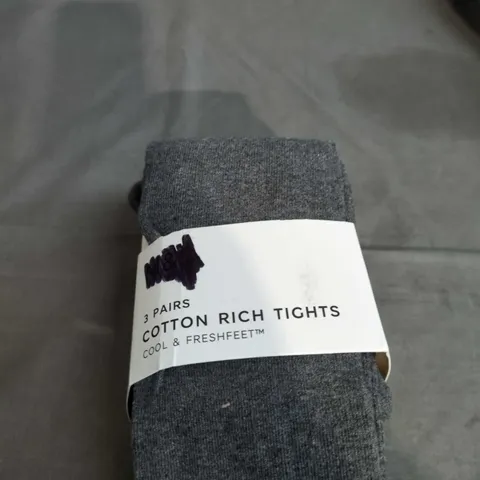 3 PAIRS
COTTON RICH TIGHTS
COOL & FRESHFEET™